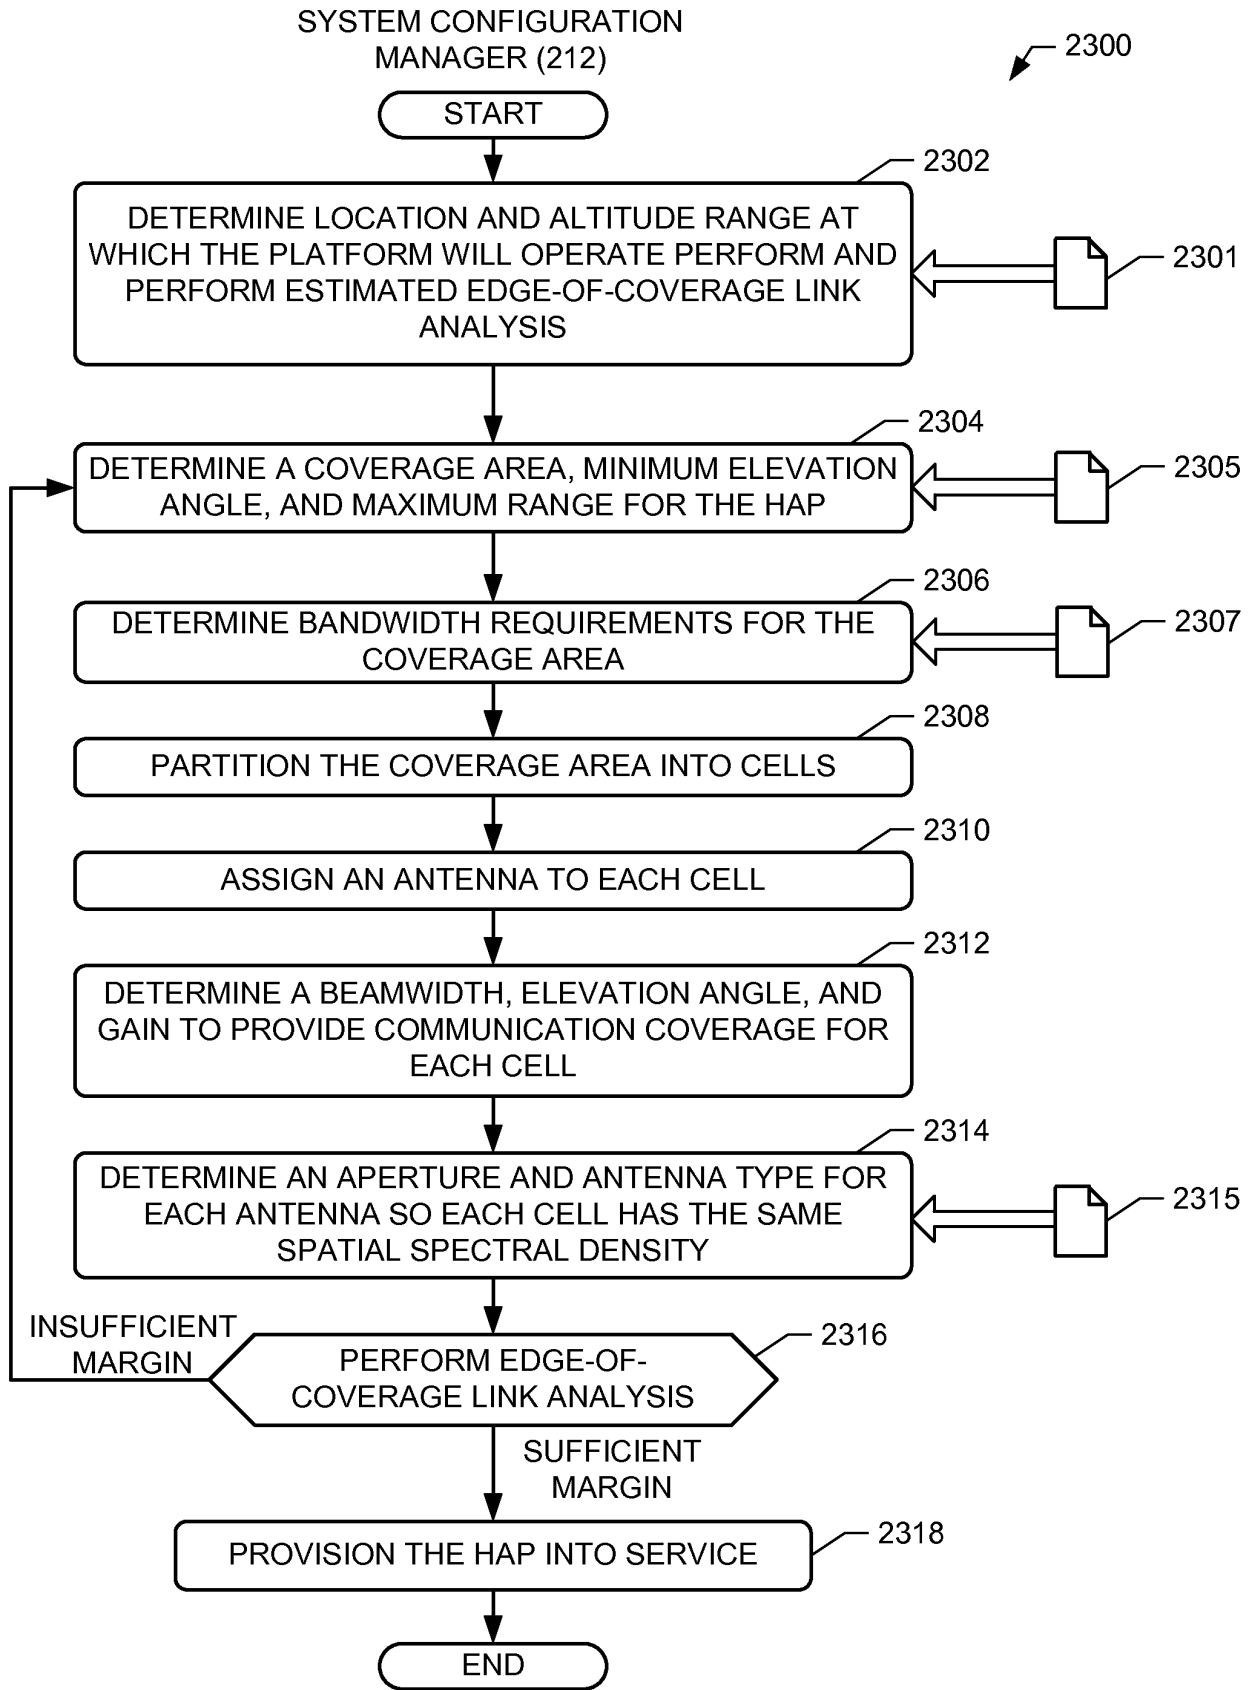 SYSTEM CONFIGURATION
MANAGER (212)
2300
START
2302
DETERMINE LOCATION AND ALTITUDE RANGE AT
WHICH THE PLATFORM WILL OPERATE PERFORM AND
PERFORM ESTIMATED EDGE-OF-COVERAGE LINK
ANALYSIS
2301
2304
DETERMINE A COVERAGE AREA, MINIMUM ELEVATION
ANGLE, AND MAXIMUM RANGE FOR THE HAP
2305
2306
DETERMINE BANDWIDTH REQUIREMENTS FOR THE
COVERAGE AREA
2307
2308
PARTITION THE COVERAGE AREA INTO CELLS
2310
ASSIGN AN ANTENNA TO EACH CELL
2312
DETERMINE A BEAMWIDTH, ELEVATION ANGLE, AND
GAIN TO PROVIDE COMMUNICATION COVERAGE FOR
EACH CELL
2314
DETERMINE AN APERTURE AND ANTENNA TYPE FOR
EACH ANTENNA SO EACH CELL HAS THE SAME
SPATIAL SPECTRAL DENSITY
2315
INSUFFICIENT
MARGIN
2316
PERFORM EDGE-OF-
COVERAGE LINK ANALYSIS
SUFFICIENT
MARGIN
2318
PROVISION THE HAP INTO SERVICE
END